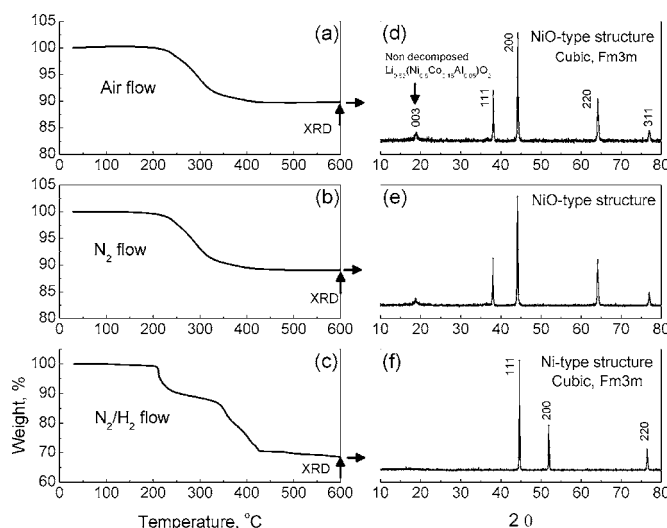 (a)
100
95
90
85
80
Air flow
XRD
0 100 200 300 400 500 600
(d)
Non decomposed
003
111
200
220
311
NiO-type structure
Cubic, Fm3m
10 20 30 40 50 60 70 80
(b)
100
95
90
85
80
N₂ flow
XRD
0 100 200 300 400 500 600
(e)
NiO-type structure
10 20 30 40 50 60 70 80
(c)
100
90
80
70
60
N₂/H₂ flow
XRD
0 100 200 300 400 500 600
(f)
111
200
220
Ni-type structure
Cubic, Fm3m
10 20 30 40 50 60 70 80
Weight, %
Temperature, °C
2 θ